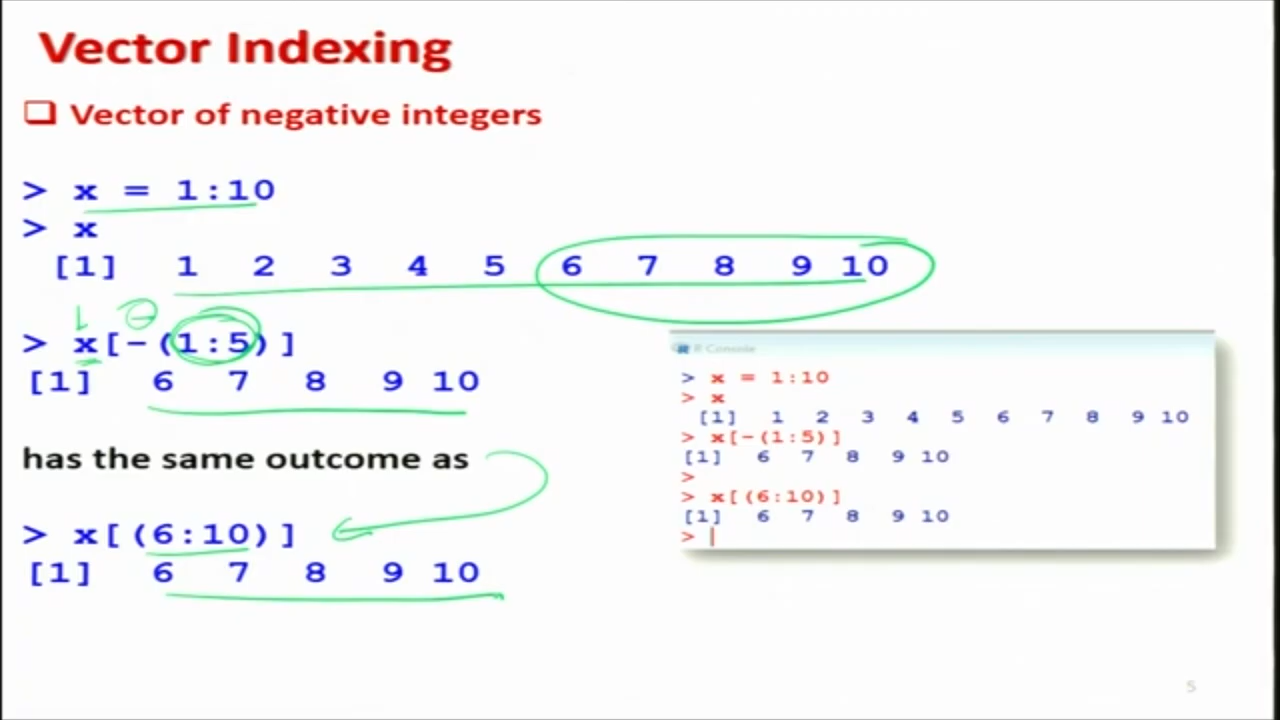 Vector Indexing
Vector of negative integers
> x = 1:10
> x
[1] 1 2 3 4 5 6 7 8 9 10
> x[-(1:5)]
[1] 6 7 8 9 10
has the same outcome as
> x[(6:10)]
[1] 6 7 8 9 10
R Console
> x = 1:10
> x
[1] 1 2 3 4 5 6 7 8 9 10
> x[-(1:5)]
[1] 6 7 8 9 10
>
> x[(6:10)]
[1] 6 7 8 9 10
> |
5